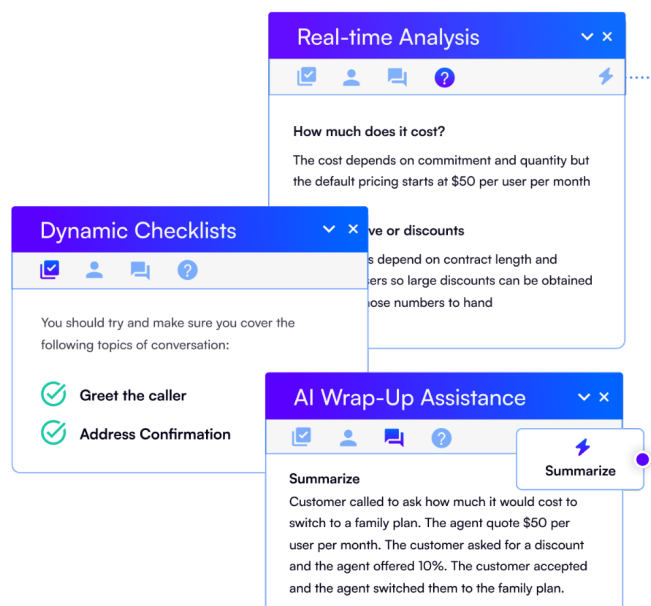 Real-time Analysis
How much does it cost?
The cost depends on commitment and quantity but
the default pricing starts at $50 per user per month
or discounts
depend on contract length and
so large discounts can be obtained
numbers to hand
Dynamic Checklists
You should try and make sure you cover the
following topics of conversation:
Greet the caller
Address Confirmation
AI Wrap-Up Assistance
Summarize
Summarize
Customer called to ask how much it would cost to
switch to a family plan. The agent quote $50 per
user per month. The customer asked for a discount
and the agent offered 10%. The customer accepted
and the agent switched them to the family plan.